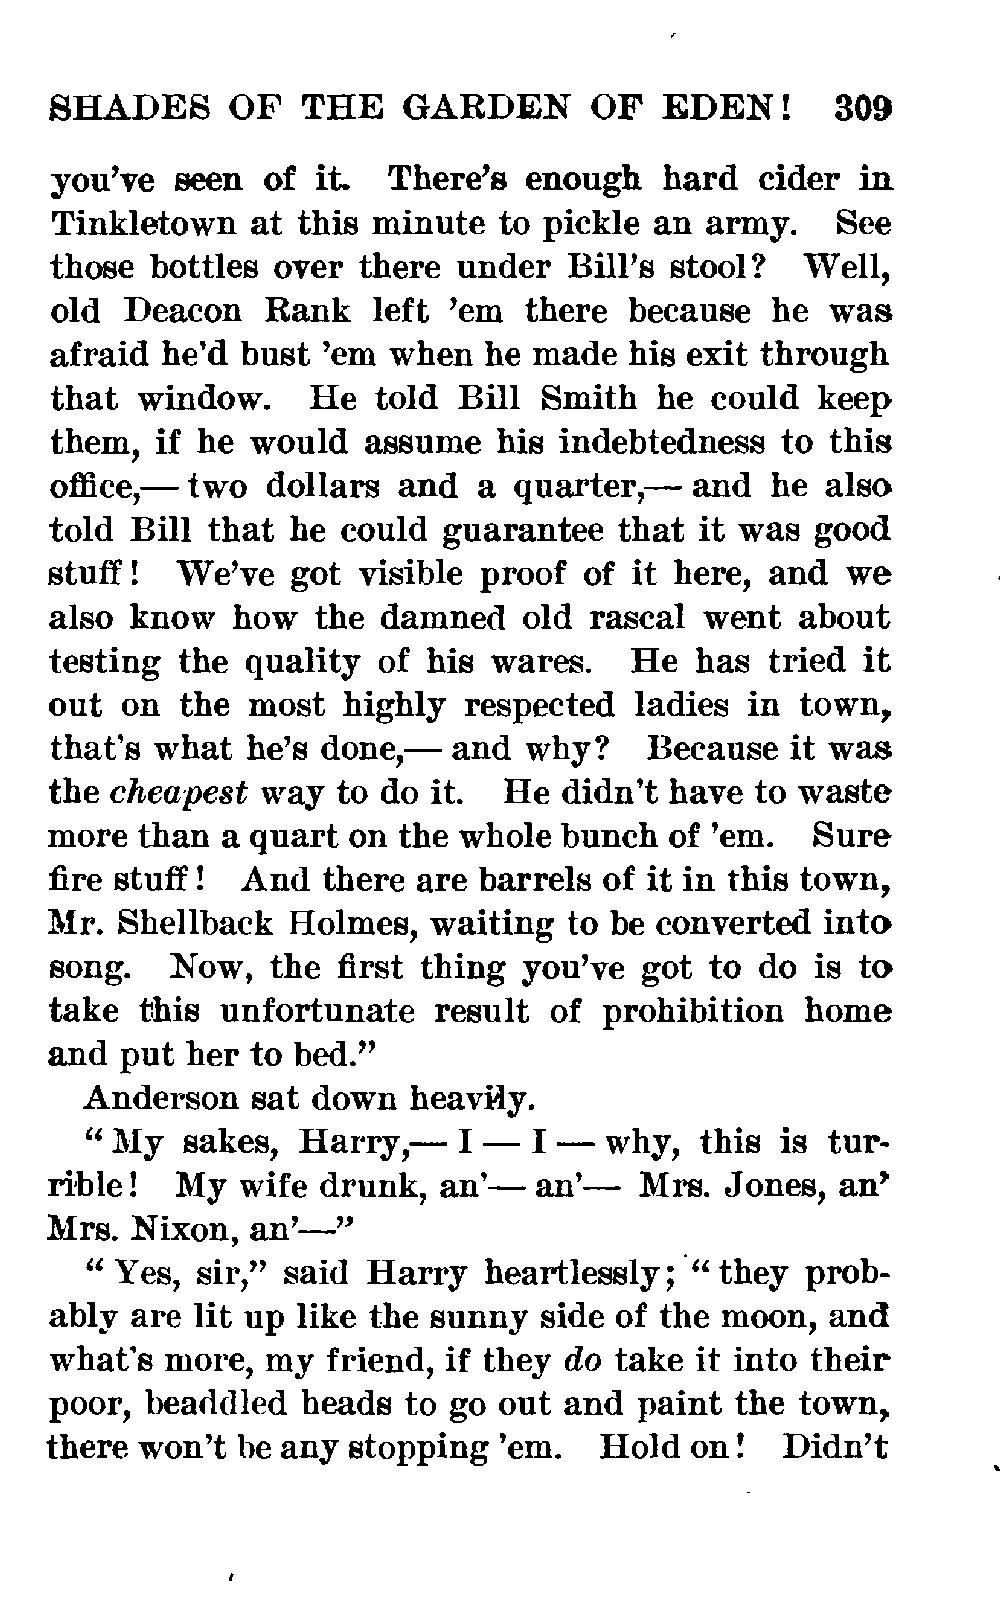 SHADES OF THE GARDEN OF EDEN! 309
you've seen of it. There's enough hard cider in
Tinkletown at this minute to pickle an army. See
those bottles over there under Bill's stool? Well,
old Deacon Rank left 'em there because he was
afraid he'd bust 'em when he made his exit through
that window. He told Bill Smith he could keep
them, if he would assume his indebtedness to this
office,— two dollars and a quarter,— and he also
told Bill that he could guarantee that it was good
stuff! We've got visible proof of it here, and we
also know how the damned old rascal went about
testing the quality of his wares. He has tried it
out on the most highly respected ladies in town,
that's what he's done,— and why? Because it was
the cheapest way to do it. He didn't have to waste
more than a quart on the whole bunch of 'em. Sure
fire stuff! And there are barrels of it in this town,
Mr. Shellback Holmes, waiting to be converted into
song. Now, the first thing you've got to do is to
take this unfortunate result of prohibition home
and put her to bed."
Anderson sat down heavily.
"My sakes, Harry,— I — I — why, this is tur-
rible! My wife drunk, an'— an'— Mrs. Jones, an'
Mrs. Nixon, an'—"
"Yes, sir," said Harry heartlessly; "they prob-
ably are lit up like the sunny side of the moon, and
what's more, my friend, if they do take it into their
poor, beaddled heads to go out and paint the town,
there won't be any stopping 'em. Hold on! Didn't